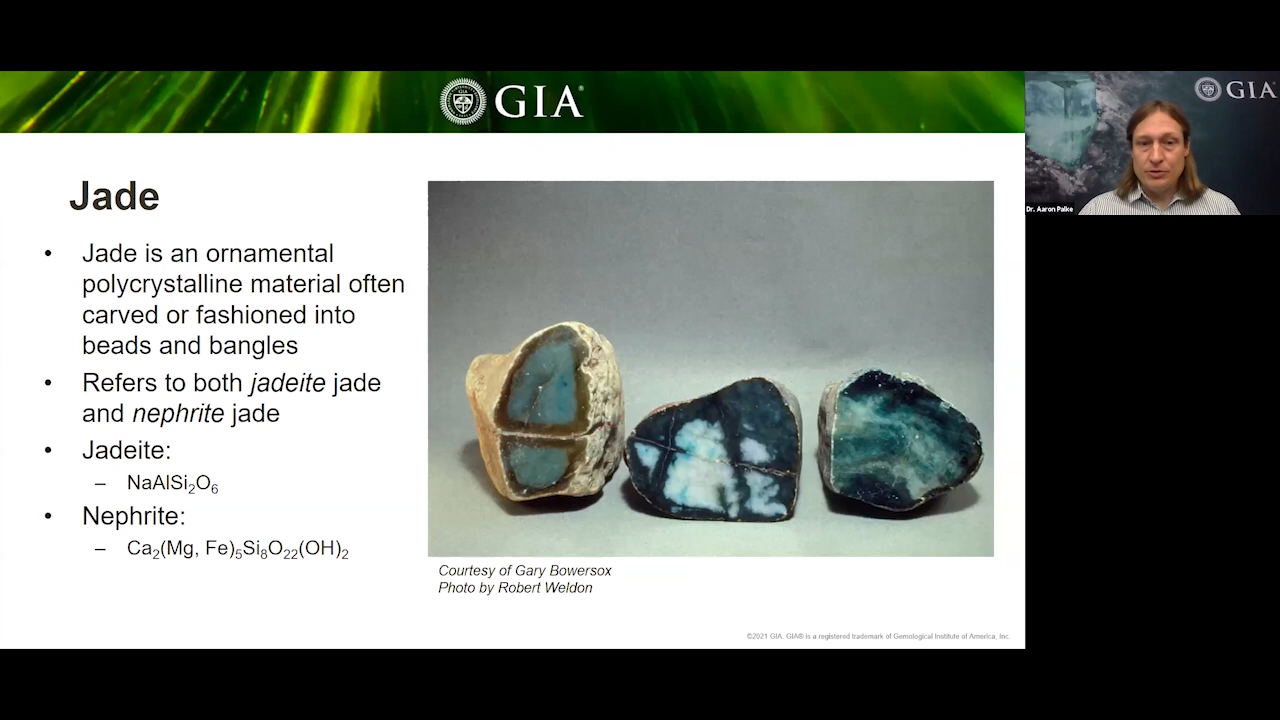 GIA
GIA
Dr. Aaron Palke
Jade
• Jade is an ornamental
polycrystalline material often
carved or fashioned into
beads and bangles
• Refers to both jadeite jade
and nephrite jade
• Jadeite:
– NaAlSi₂O₆
• Nephrite:
– Ca₂(Mg, Fe)₅Si₈O₂₂(OH)₂
Courtesy of Gary Bowersox
Photo by Robert Weldon
©2021 GIA. GIA® is a registered trademark of Gemological Institute of America, Inc.